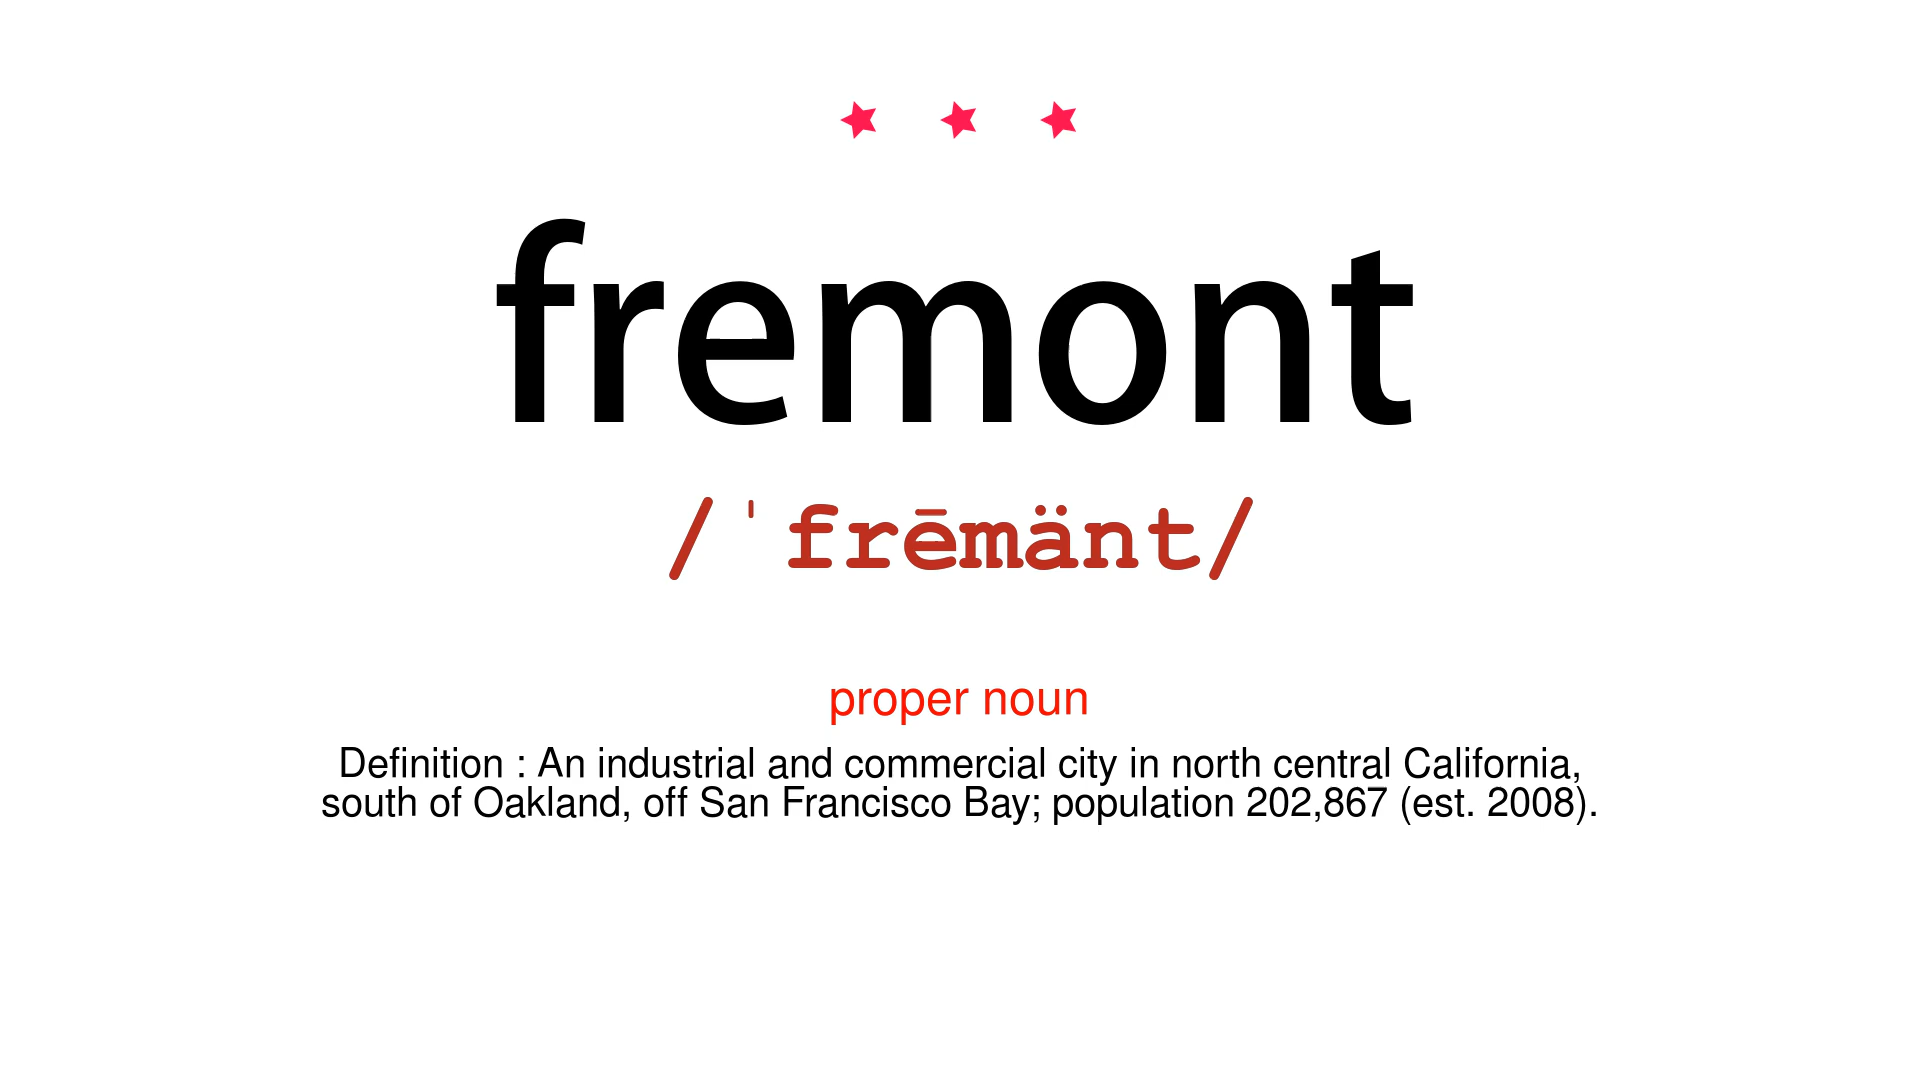 fremont
/ˈfrēmänt/
proper noun
Definition : An industrial and commercial city in north central California,
south of Oakland, off San Francisco Bay; population 202,867 (est. 2008).